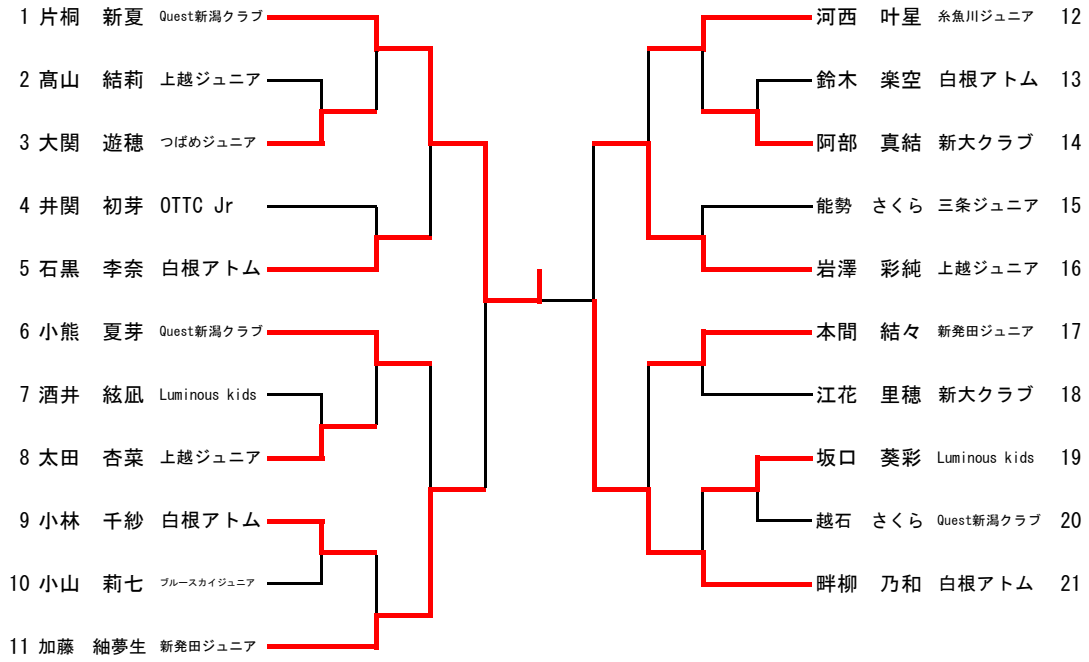 1 片桐 新夏 Quest新潟クラブ
2 髙山 結莉 上越ジュニア
3 大関 遊穂 つばめジュニア
4 井関 初芽 OTTC Jr
5 石黒 李奈 白根アトム
6 小熊 夏芽 Quest新潟クラブ
7 酒井 絃凪 Luminous kids
8 太田 杏菜 上越ジュニア
9 小林 千紗 白根アトム
10 小山 莉七 ブルースカイジュニア
11 加藤 紬夢生 新発田ジュニア
河西 叶星 糸魚川ジュニア 12
鈴木 楽空 白根アトム 13
阿部 真結 新大クラブ 14
能勢 さくら 三条ジュニア 15
岩澤 彩純 上越ジュニア 16
本間 結々 新発田ジュニア 17
江花 里穂 新大クラブ 18
坂口 葵彩 Luminous kids 19
越石 さくら Quest新潟クラブ 20
畔柳 乃和 白根アトム 21